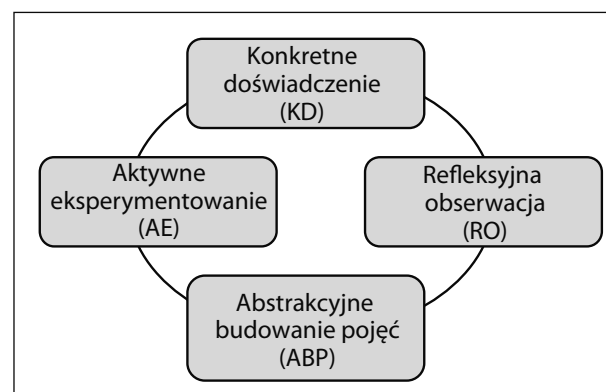 Konkretne
doświadczenie
(KD)
Aktywne
eksperymentowanie
(AE)
Refleksyjna
obserwacja
(RO)
Abstrakcyjne
budowanie pojęć
(ABP)